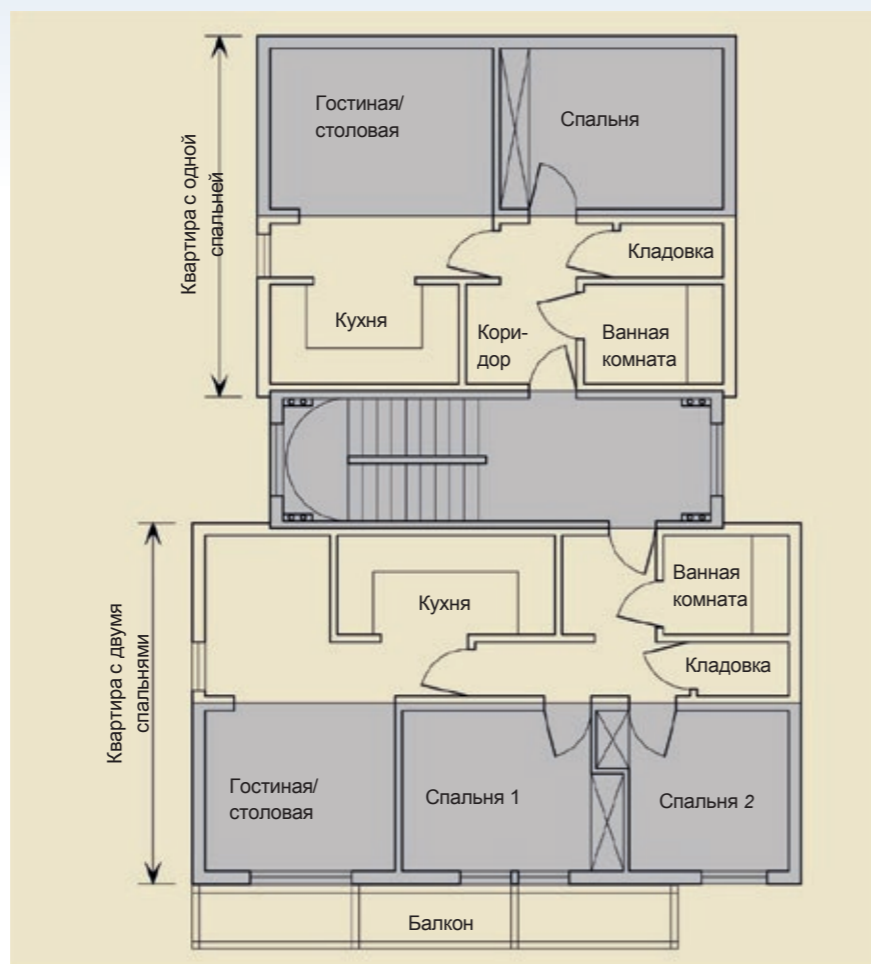 Квартира с одной
спальней
Гостиная/
столовая
Спальня
Кладовка
Кухня
Кори-
дор
Ванная
комната
Квартира с двумя
спальнями
Кухня
Ванная
комната
Кладовка
Гостиная/
столовая
Спальня 1
Спальня 2
Балкон